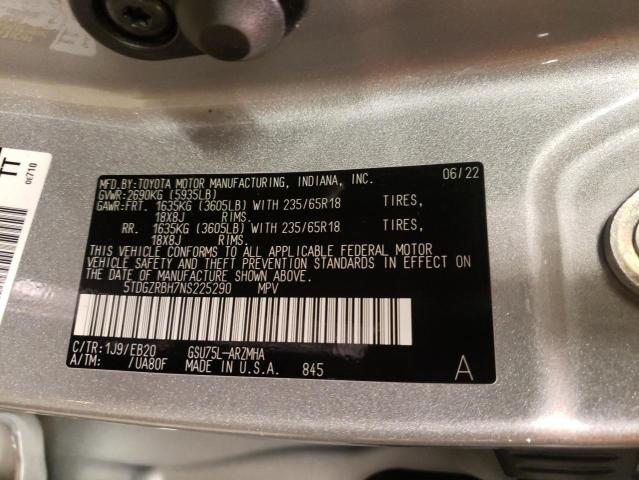 MFD.BY:TOYOTA MOTOR MANUFACTURING, INDIANA, INC. 06/22
GVWR:2690KG (5935LB)
GAWR:FRT. 1635KG (3605LB) WITH 235/65R18 TIRES,
18X8J RIMS.
RR. 1635KG (3605LB) WITH 235/65R18 TIRES,
18X8J RIMS.
THIS VEHICLE CONFORMS TO ALL APPLICABLE FEDERAL MOTOR
VEHICLE SAFETY AND THEFT PREVENTION STANDARDS IN EFFECT ON
THE DATE OF MANUFACTURE SHOWN ABOVE.
5TDGZRBH7NS225290 MPV
C/TR:1J9/EB20 GSU75L-ARZMHA
A/TM: /UA80F MADE IN U.S.A. 845 A
TT
0E710